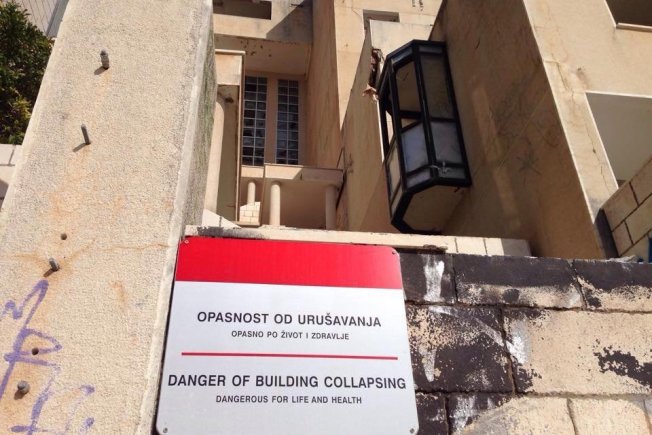 OPASNOST OD URUŠAVANJA
OPASNO PO ŽIVOT I ZDRAVLJE
DANGER OF BUILDING COLLAPSING
DANGEROUS FOR LIFE AND HEALTH